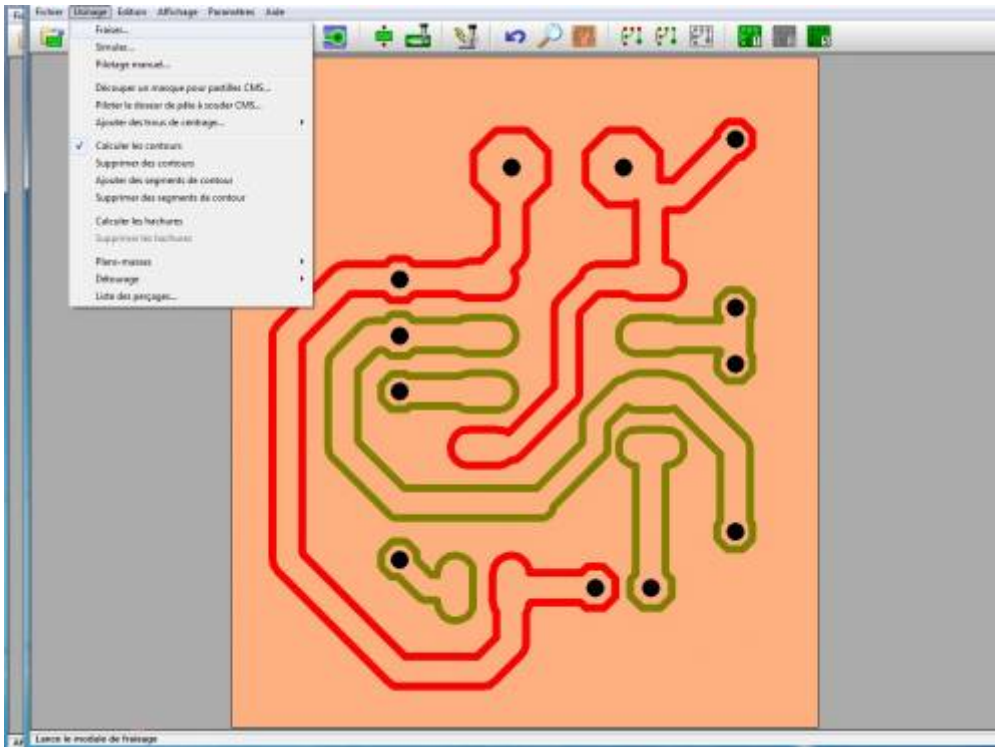 Fichier Usinage Edition Affichage Paramètres Aide
Fraises...
Simuler...
Pilotage manuel...
Découper un masque pour pastilles CMS...
Piloter le doseur de pâte à souder CMS...
Ajouter des trous de centrage...
Calculer les contours
Supprimer des contours
Ajouter des segments de contour
Supprimer des segments de contour
Calculer les hachures
Supprimer les hachures
Plans-masses
Détourage
Liste des perçages...
Lance le module de fraisage